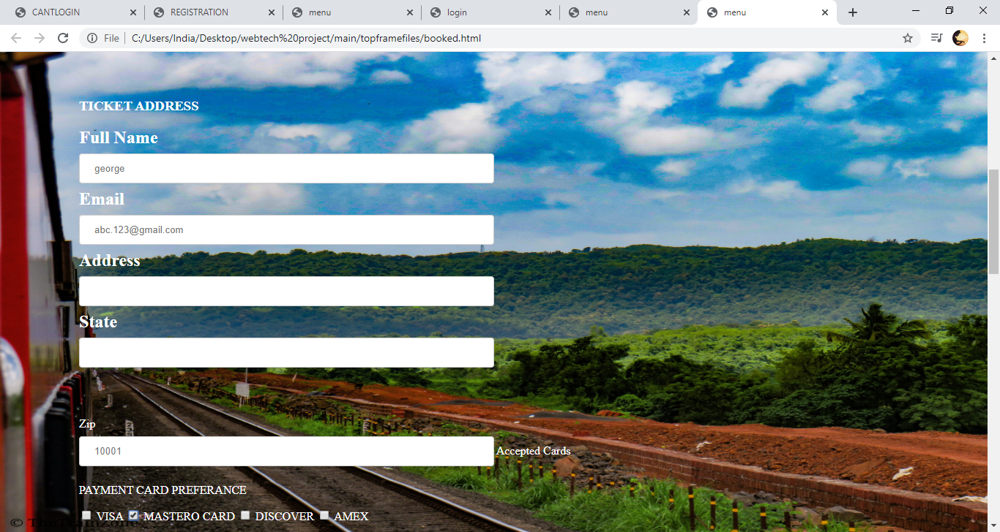 CANTLOGIN
REGISTRATION
menu
login
menu
menu
File
C:/Users/India/Desktop/webtech%20project/main/topframefiles/booked.html
TICKET ADDRESS
Full Name
george
Email
abc.123@gmail.com
Address
State
Zip
10001
Accepted Cards
PAYMENT CARD PREFERANCE
VISA MASTERO CARD DISCOVER AMEX
© TheTrainZone